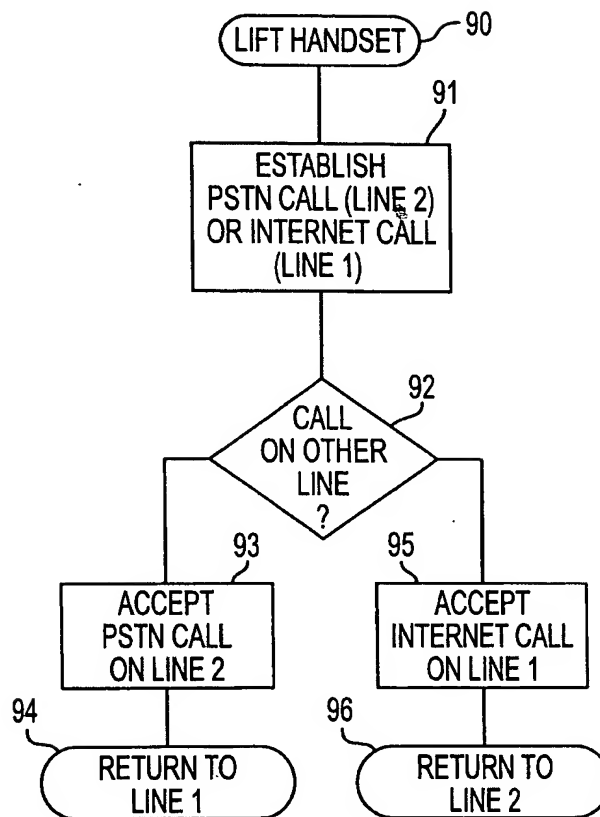 LIFT HANDSET
90
91
ESTABLISH
PSTN CALL (LINE 2)
OR INTERNET CALL
(LINE 1)
92
CALL
ON OTHER
LINE
?
93
ACCEPT
PSTN CALL
ON LINE 2
95
ACCEPT
INTERNET CALL
ON LINE 1
94
RETURN TO
LINE 1
96
RETURN TO
LINE 2